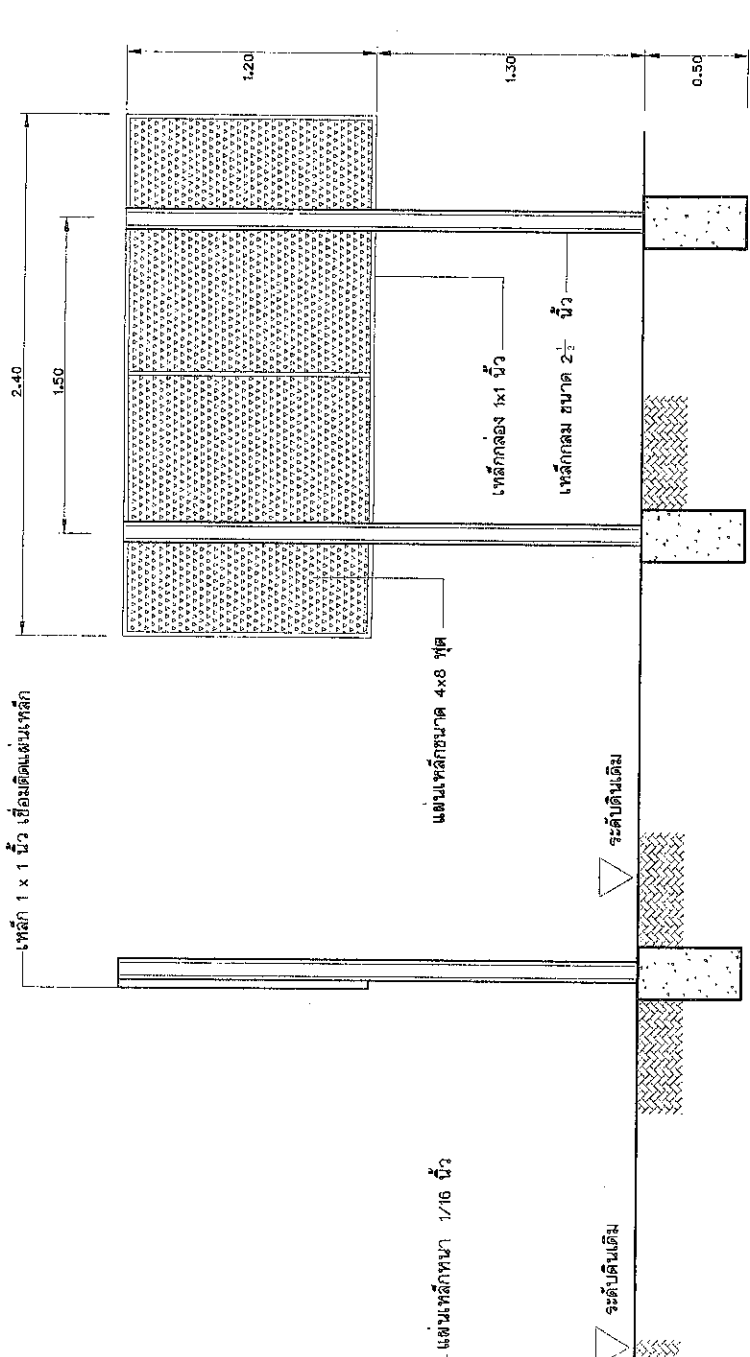 เหล็ก 1 x 1 นิ้ว เชื่อมติดแผ่นเหล็ก
2.40
1.50
1.20
1.30
0.50
เหล็กกล่อง 1x1 นิ้ว
เหล็กกลม ขนาด 2½ นิ้ว
แผ่นเหล็กขนาด 4x8 ฟุต
ระดับดินเดิม
แผ่นเหล็กหนา 1/16 นิ้ว
ระดับดินเดิม